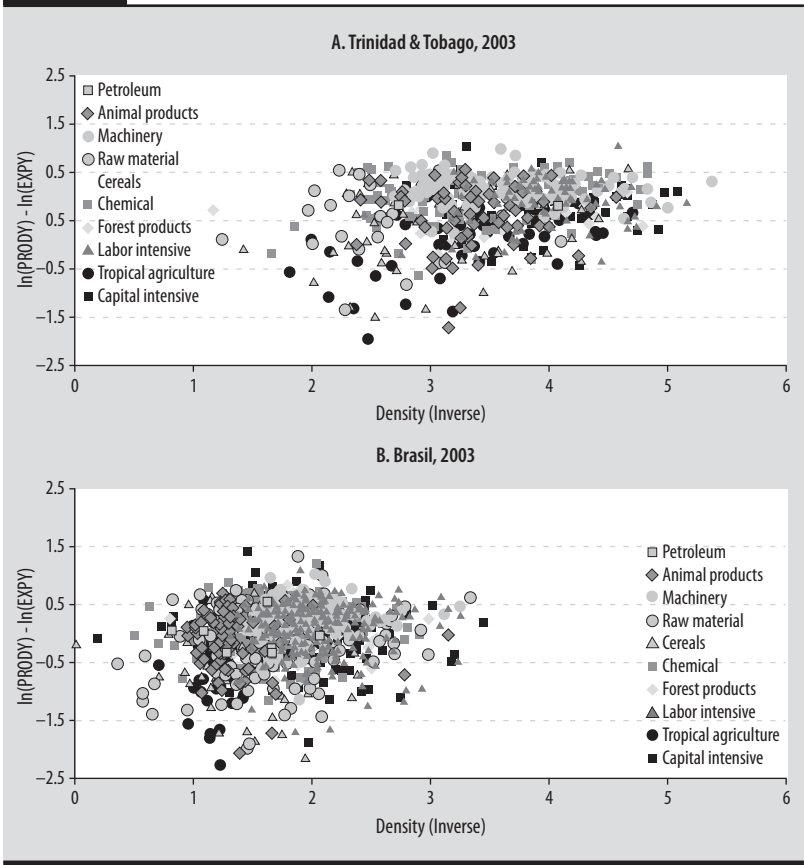 A. Trinidad & Tobago, 2003
2.5
1.5
0.5
0.5
−0.5
−1.5
−2.5
ln(PRODY) - ln(EXPY)
Petroleum
Animal products
Machinery
Raw material
Cereals
Chemical
Forest products
Labor intensive
Tropical agriculture
Capital intensive
0 1 2 3 4 5 6
Density (Inverse)
B. Brasil, 2003
2.5
1.5
0.5
−0.5
−1.5
−2.5
ln(PRODY) - ln(EXPY)
Petroleum
Animal products
Machinery
Raw material
Cereals
Chemical
Forest products
Labor intensive
Tropical agriculture
Capital intensive
0 1 2 3 4 5 6
Density (Inverse)